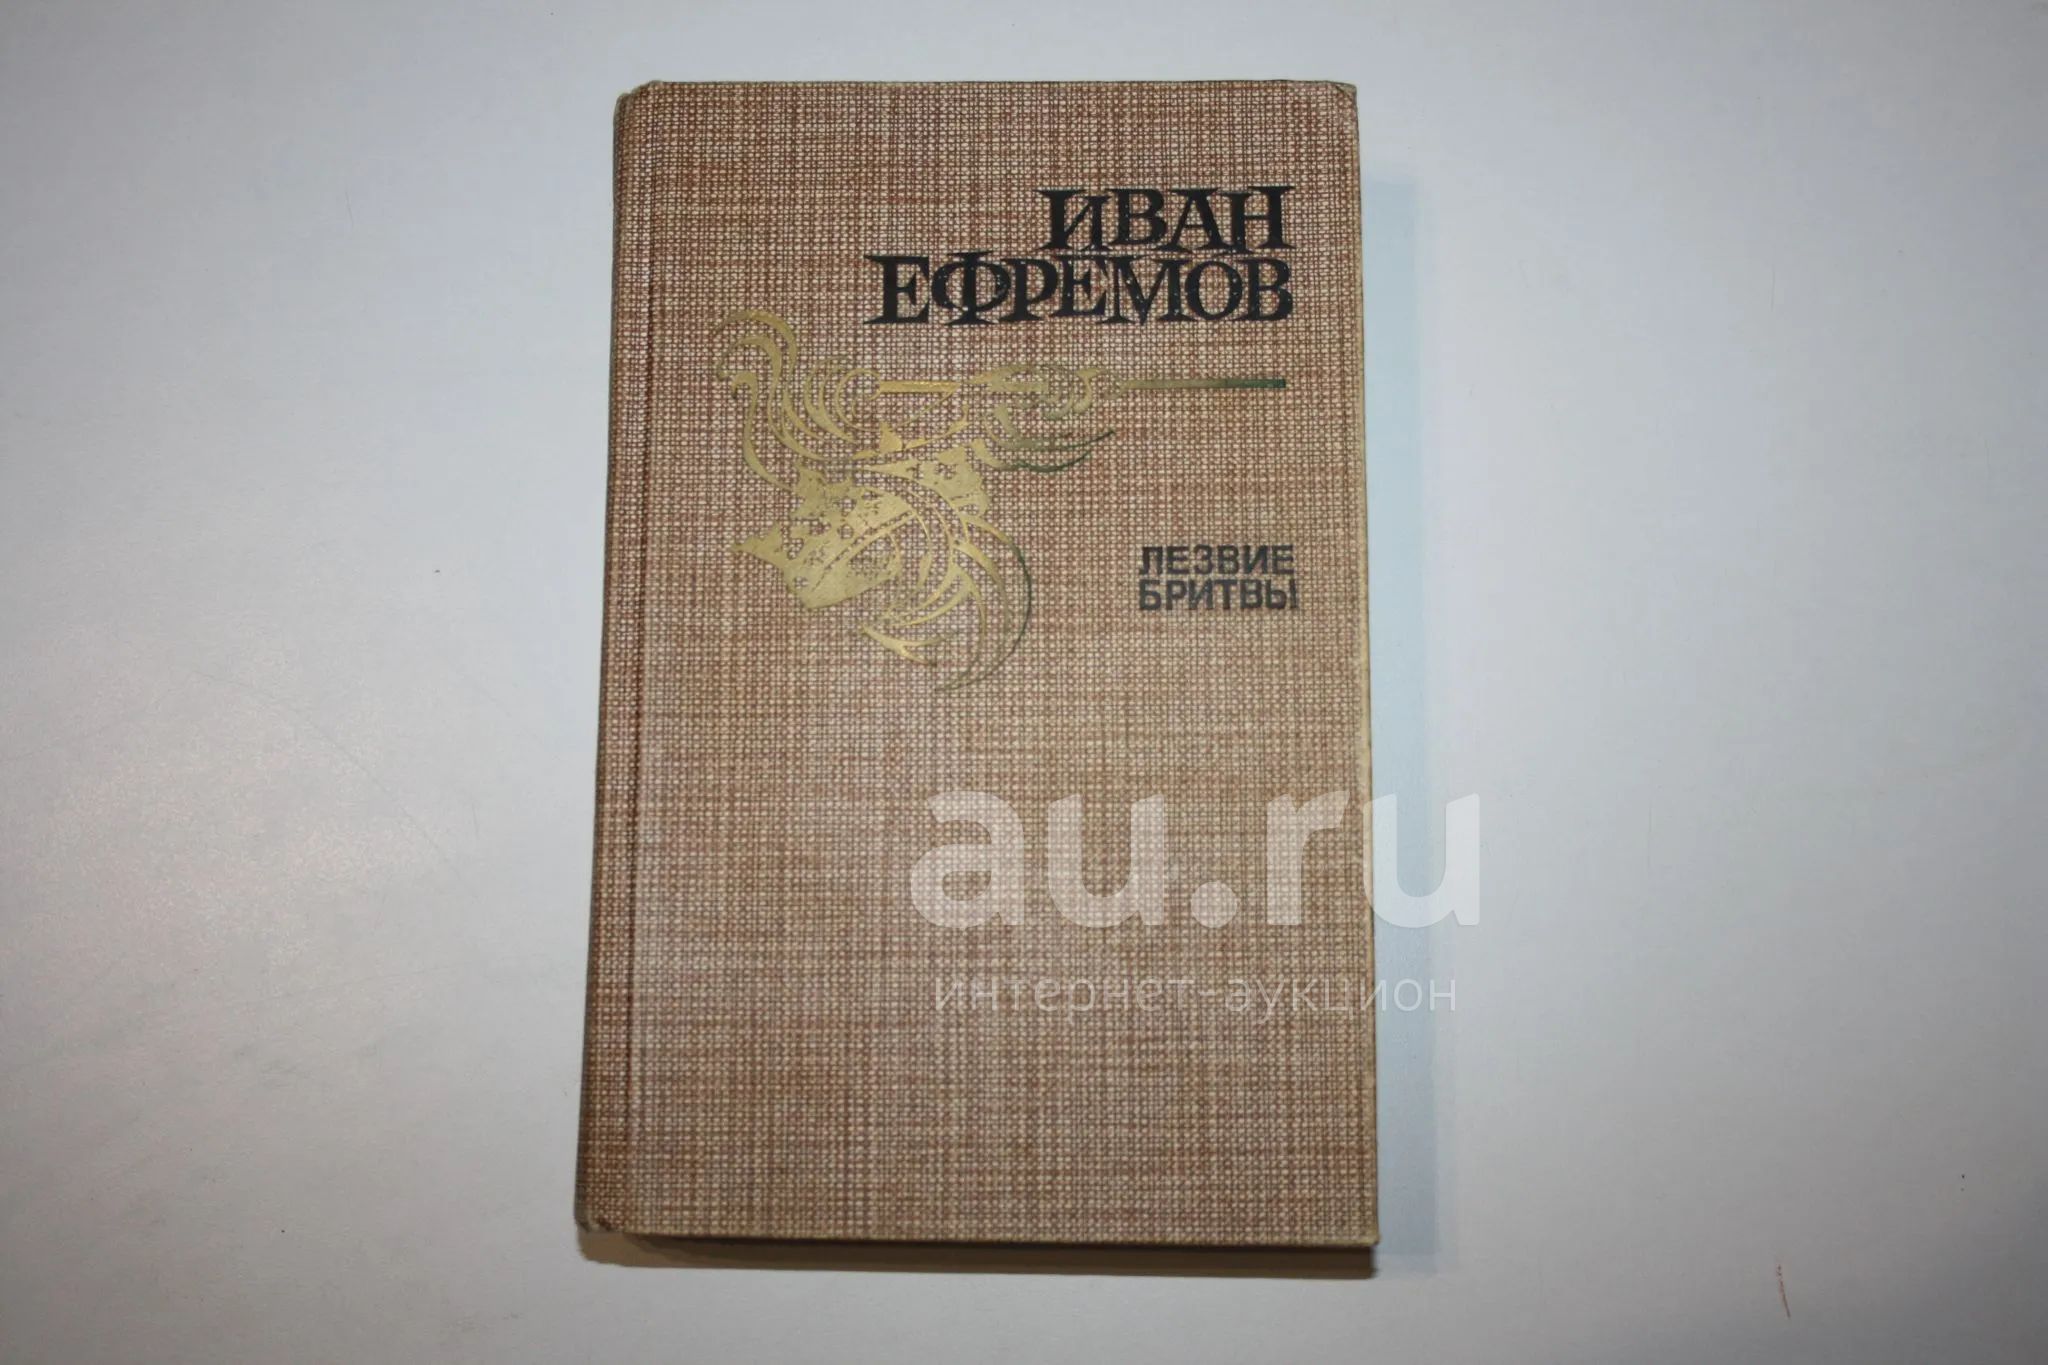 ИВАН
ЕФРЕМОВ
ЛЕЗВИЕ
БРИТВЫ
au.ru
интернет-аукцион